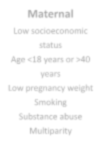 Maternal
Low socioeconomic
status
Age <18 years or >40
years
Low pregnancy weight
Smoking
Substance abuse
Multiparity